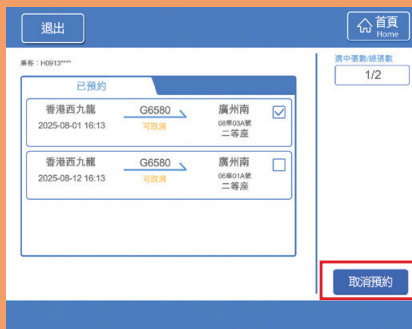 退出
首頁
Home
乘客：H0913****
選中張數/總張數
1/2
已預約
香港西九龍 G6580 廣州南
2025-08-01 16:13 可取消 08車03A號
二等座
香港西九龍 G6580 廣州南
2025-08-12 16:13 可取消 06車01A號
二等座
取消預約